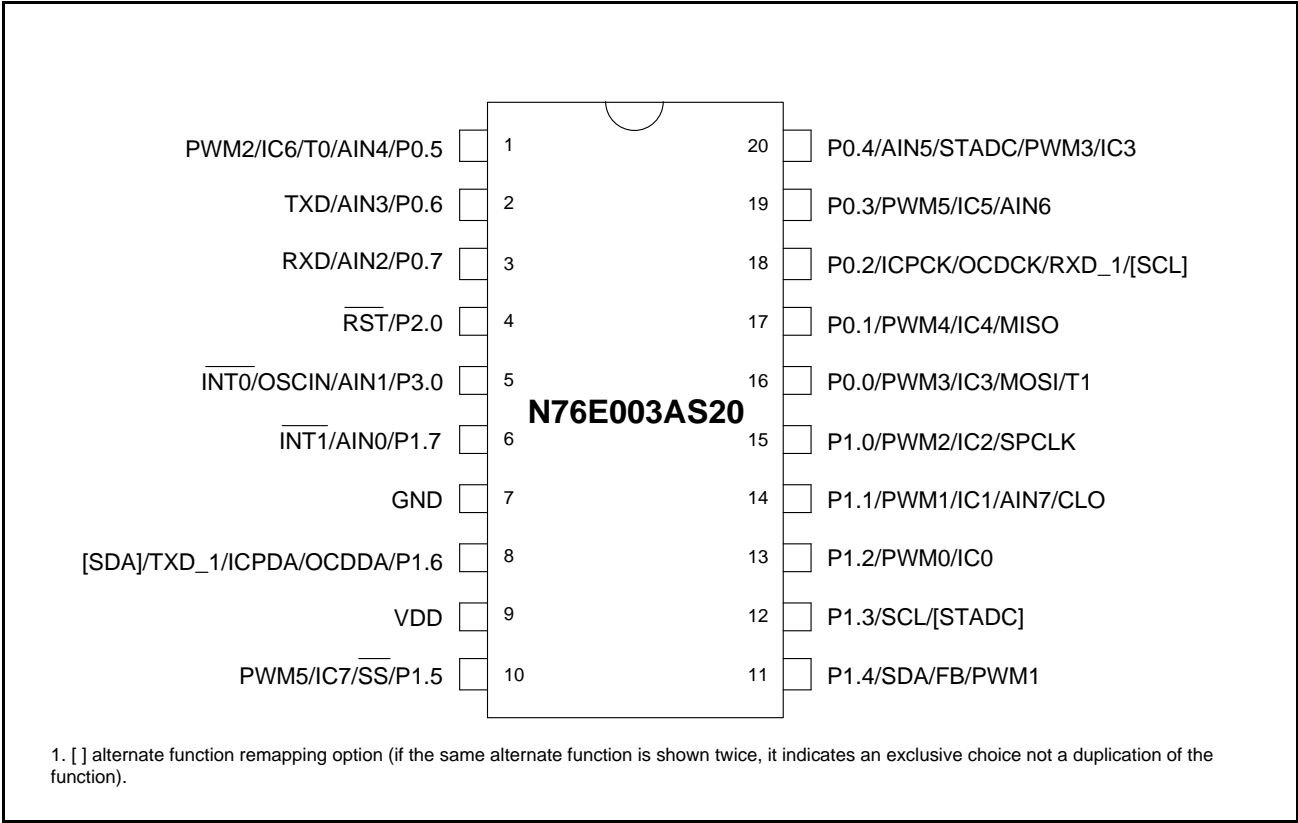 PWM2/IC6/T0/AIN4/P0.5 1 20 P0.4/AIN5/STADC/PWM3/IC3
TXD/AIN3/P0.6 2 19 P0.3/PWM5/IC5/AIN6
RXD/AIN2/P0.7 3 18 P0.2/ICPCK/OCDCK/RXD_1/[SCL]
RST/P2.0 4 17 P0.1/PWM4/IC4/MISO
INT0/OSCIN/AIN1/P3.0 5 16 P0.0/PWM3/IC3/MOSI/T1
N76E003AS20
INT1/AIN0/P1.7 6 15 P1.0/PWM2/IC2/SPCLK
GND 7 14 P1.1/PWM1/IC1/AIN7/CLO
[SDA]/TXD_1/ICPDA/OCDDA/P1.6 8 13 P1.2/PWM0/IC0
VDD 9 12 P1.3/SCL/[STADC]
PWM5/IC7/SS/P1.5 10 11 P1.4/SDA/FB/PWM1
1. [ ] alternate function remapping option (if the same alternate function is shown twice, it indicates an exclusive choice not a duplication of the
function).